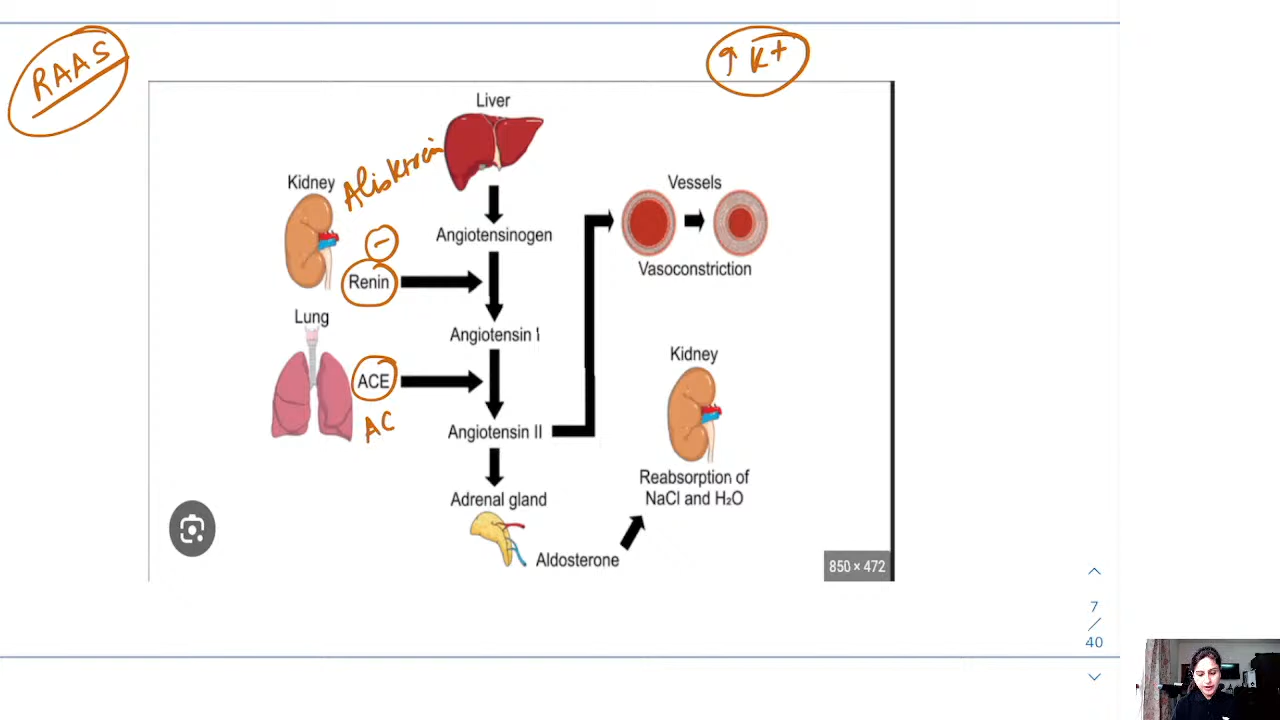 RAAS
↑ K+
Liver
Kidney
Aliskirein
Vessels
Angiotensinogen
−
Renin
Vasoconstriction
Lung
Angiotensin I
Kidney
ACE
AC
Angiotensin II
Reabsorption of
NaCl and H₂O
Adrenal gland
Aldosterone
850 × 472
7
/
40